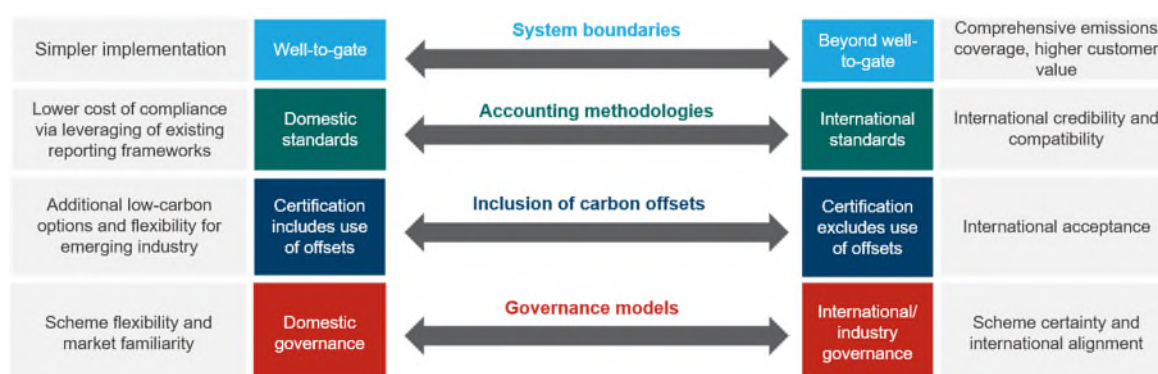 Simpler implementation
Well-to-gate
System boundaries
Beyond well-
to-gate
Comprehensive emissions
coverage, higher customer
value
Lower cost of compliance
via leveraging of existing
reporting frameworks
Domestic
standards
Accounting methodologies
International
standards
International credibility and
compatibility
Additional low-carbon
options and flexibility for
emerging industry
Certification
includes use
of offsets
Inclusion of carbon offsets
Certification
excludes use
of offsets
International acceptance
Scheme flexibility and
market familiarity
Domestic
governance
Governance models
International/
industry
governance
Scheme certainty and
international alignment